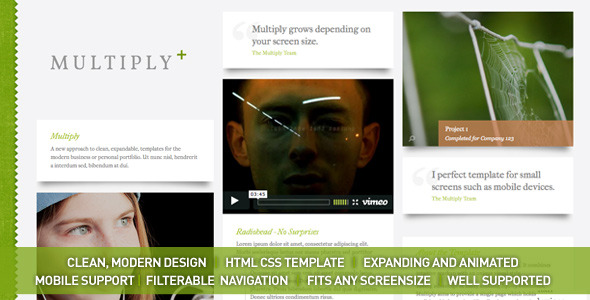 MULTIPLY+
Multiply
A new approach to clean, expandable, templates for the
modern business or personal portfolio. Ut nunc nisl, hendrerit
a interdum sed, bibendum at dui.
Multiply grows depending on
your screen size.
The Multiply Team
03:45
vimeo
Radiohead - No Surprises
Lorem ipsum dolor sit amet, consectetur adipiscing elit.
Project 1
Completed for Company 123
I perfect template for small
screens such as mobile devices.
The Multiply Team
CLEAN, MODERN DESIGN HTML CSS TEMPLATE EXPANDING AND ANIMATED
MOBILE SUPPORT FILTERABLE NAVIGATION FITS ANY SCREENSIZE WELL SUPPORTED